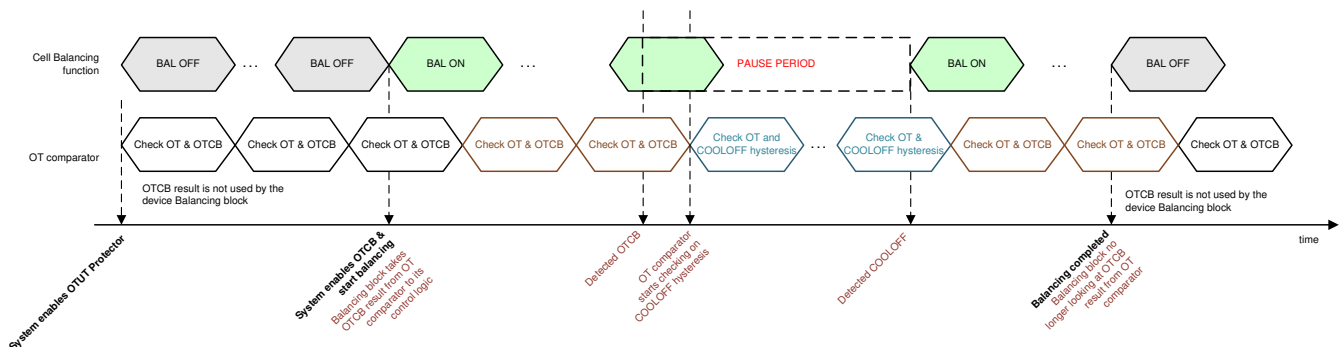 Cell Balancing
function
BAL OFF
...
BAL OFF
BAL ON
...
PAUSE PERIOD
BAL ON
...
BAL OFF
OT comparator
Check OT & OTCB
Check OT & OTCB
Check OT & OTCB
Check OT & OTCB
Check OT & OTCB
Check OT and
COOLOFF hysteresis
...
Check OT &
COOLOFF hysteresis
Check OT & OTCB
Check OT & OTCB
Check OT & OTCB
OTCB result is not used by the
device Balancing block
OTCB result is not used by the
device Balancing block
time
System enables OTUT Protector
System enables OTCB &
start balancing
Balancing block takes
OTCB result from OT
comparator to its
control logic
Detected OTCB
OT comparator
starts checking on
COOLOFF hysteresis
Detected COOLOFF
Balancing completed
Balancing block no
longer looking at OTCB
result from OT
comparator